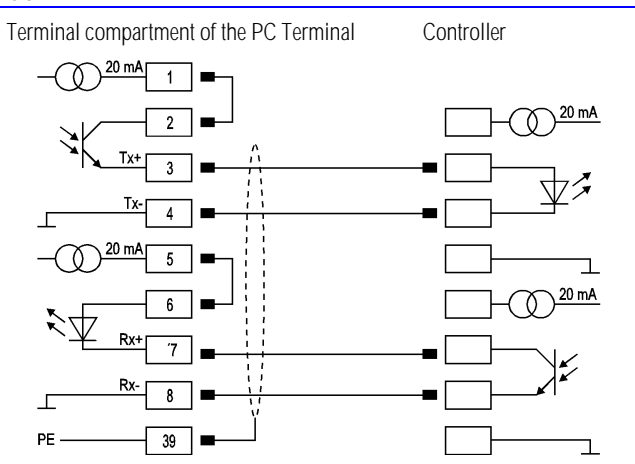 Terminal compartment of the PC Terminal Controller
20 mA 1
2 20 mA
Tx+ 3
Tx- 4
20 mA 5
6 20 mA
Rx+ ´7
Rx- 8
PE 39